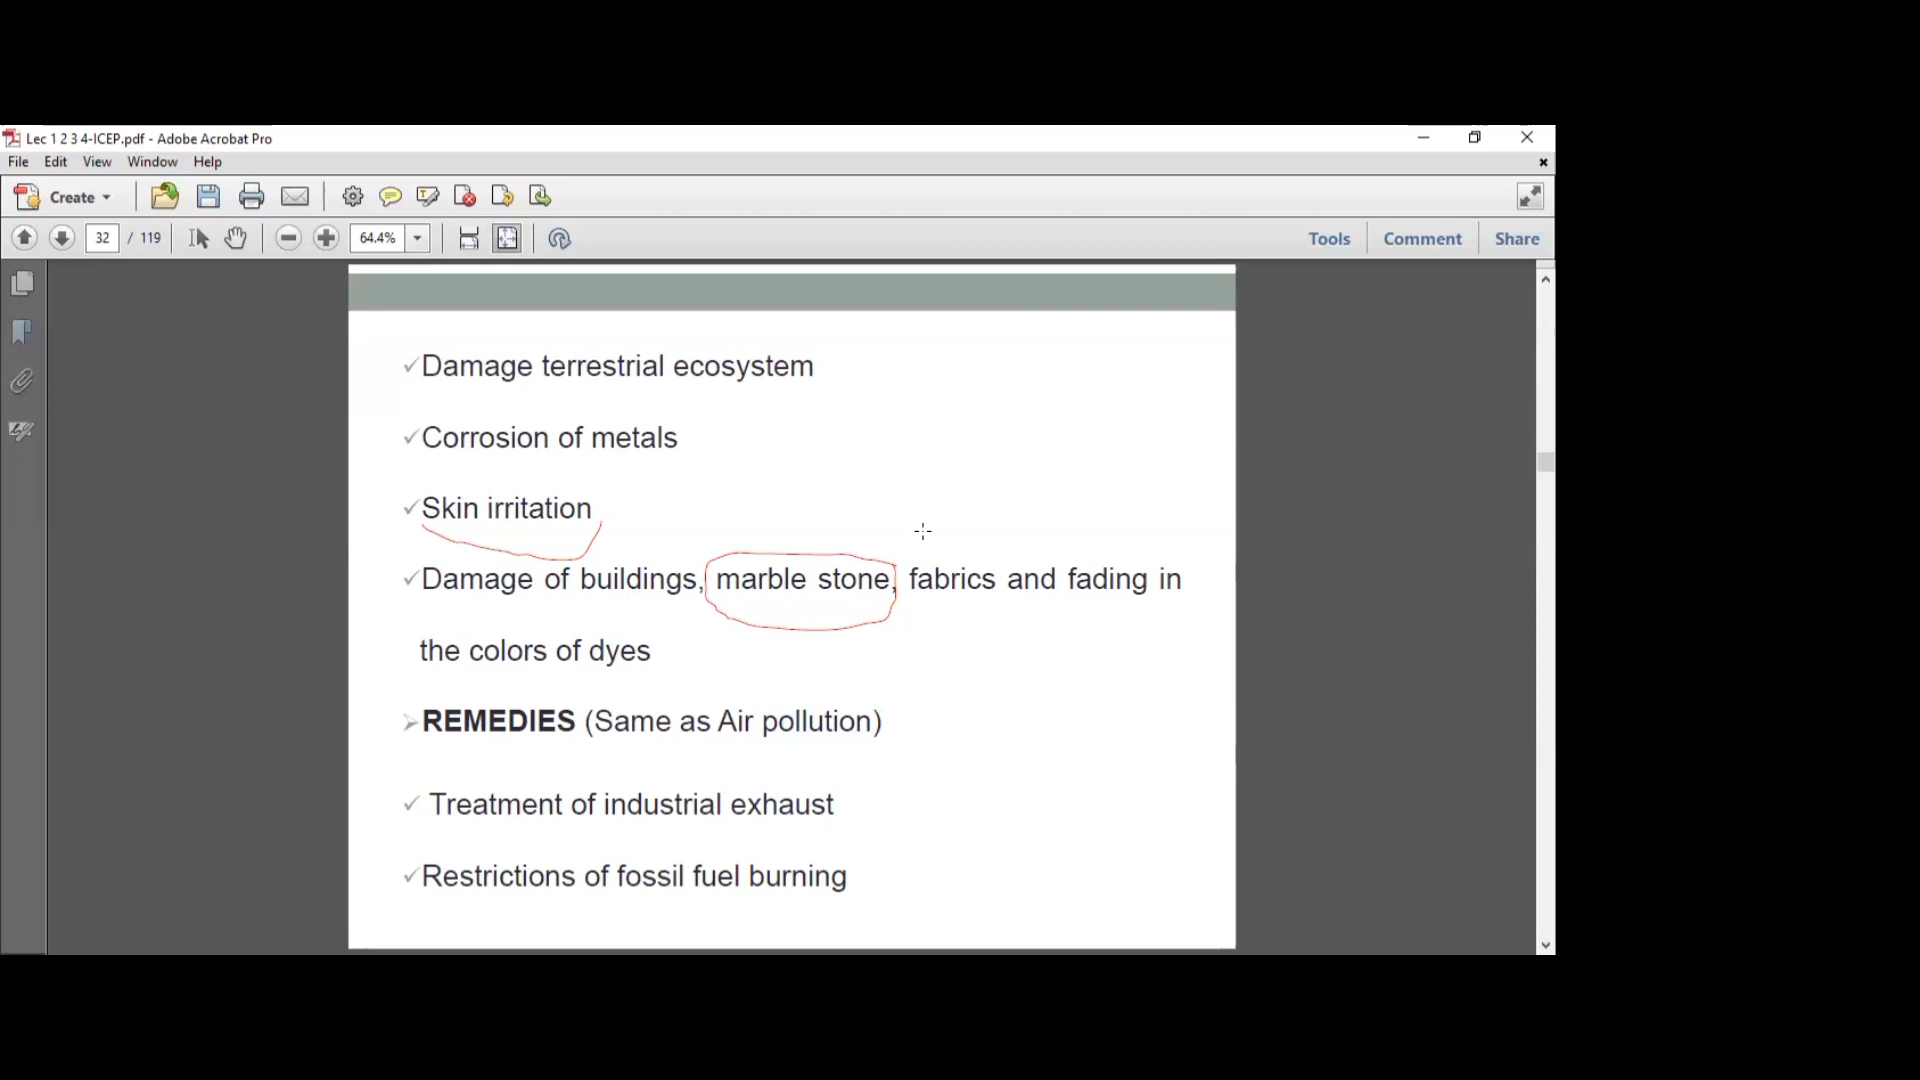 Lec 1 2 3 4-ICEP.pdf - Adobe Acrobat Pro
File Edit View Window Help
Create
32 / 119 64.4% Tools Comment Share
Damage terrestrial ecosystem
Corrosion of metals
Skin irritation
Damage of buildings, marble stone, fabrics and fading in
the colors of dyes
REMEDIES (Same as Air pollution)
Treatment of industrial exhaust
Restrictions of fossil fuel burning